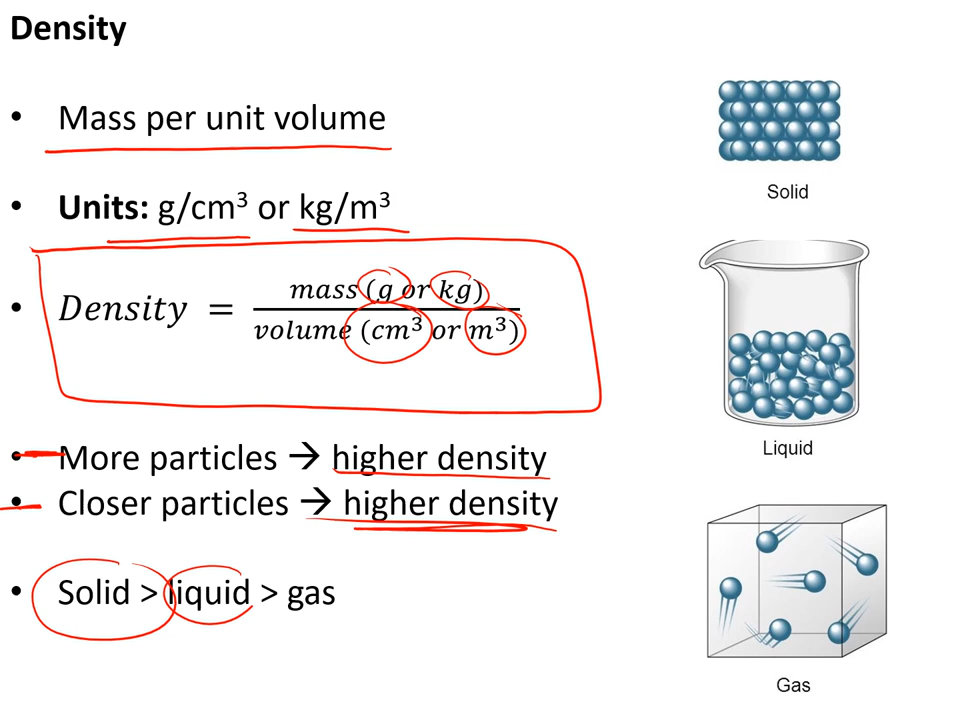 Density
• Mass per unit volume
• Units: g/cm³ or kg/m³
• Density = mass (g or kg) / volume (cm³ or m³)
• More particles → higher density
• Closer particles → higher density
• Solid > liquid > gas
Solid
Liquid
Gas